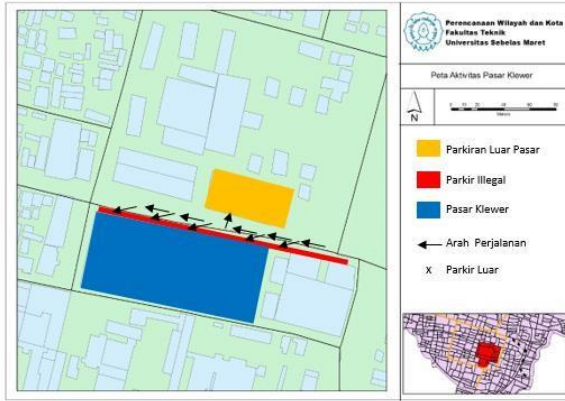 Perencanaan Wilayah dan Kota
Fakultas Teknik
Universitas Sebelas Maret
Peta Aktivitas Pasar Klewer
N
Meters
Parkiran Luar Pasar
Parkir Illegal
Pasar Klewer
Arah Perjalanan
x Parkir Luar